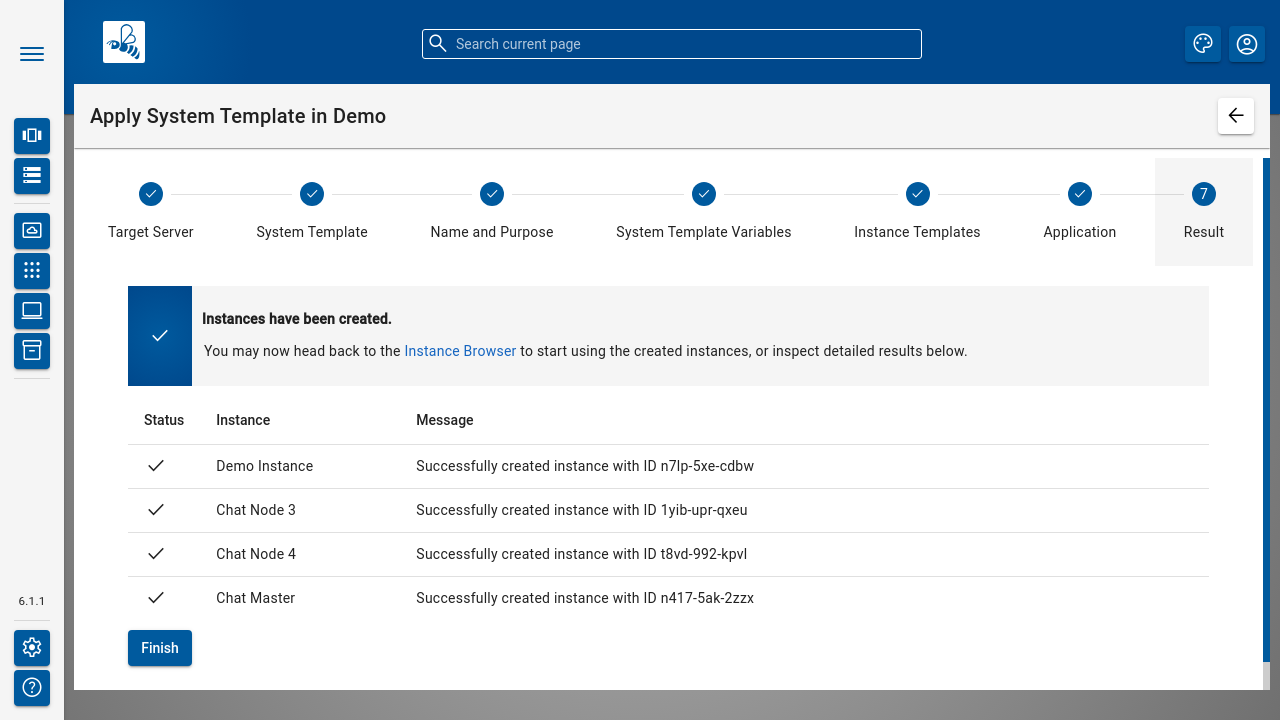 Search current page
Apply System Template in Demo
7
Target Server
System Template
Name and Purpose
System Template Variables
Instance Templates
Application
Result
Instances have been created.
You may now head back to the Instance Browser to start using the created instances, or inspect detailed results below.
Status Instance Message
Demo Instance Successfully created instance with ID n7lp-5xe-cdbw
Chat Node 3 Successfully created instance with ID 1yib-upr-qxeu
Chat Node 4 Successfully created instance with ID t8vd-992-kpvl
Chat Master Successfully created instance with ID n417-5ak-2zzx
6.1.1
Finish